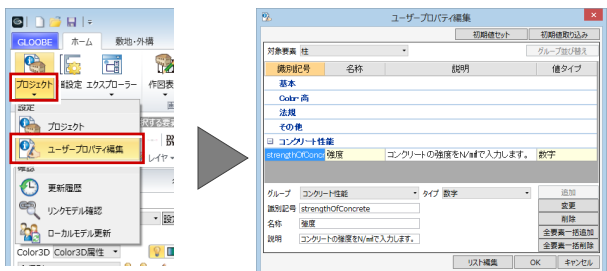 GLOOBE ホーム 敷地・外構
プロジェクト 設定 エクスプローラー 作図表
設定
プロジェクト
ユーザープロパティ編集
確認
更新履歴
リンクモデル確認
ローカルモデル更新
レイヤ
Color3D Color3D属性
ユーザープロパティ編集
初期値セット 初期値取り込み
対象要素 柱 グループ並び替え
識別記号 名称 説明 値タイプ
基本
Color・高
法規
その他
コンクリート性能
strengthOfConc 強度 コンクリートの強度をN/㎟で入力します。 数字
グループ コンクリート性能 タイプ 数字 追加
識別記号 strengthOfConcrete 変更
名称 強度 削除
説明 コンクリートの強度をN/㎟で入力します。 全要素一括追加
全要素一括削除
リスト編集 OK キャンセル